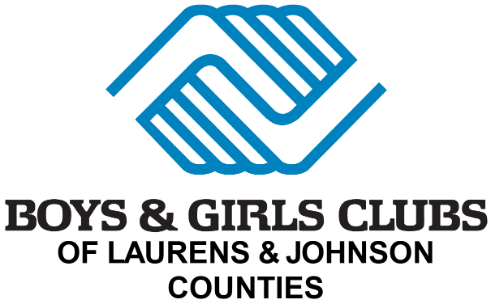 BOYS & GIRLS CLUBS
OF LAURENS & JOHNSON
COUNTIES